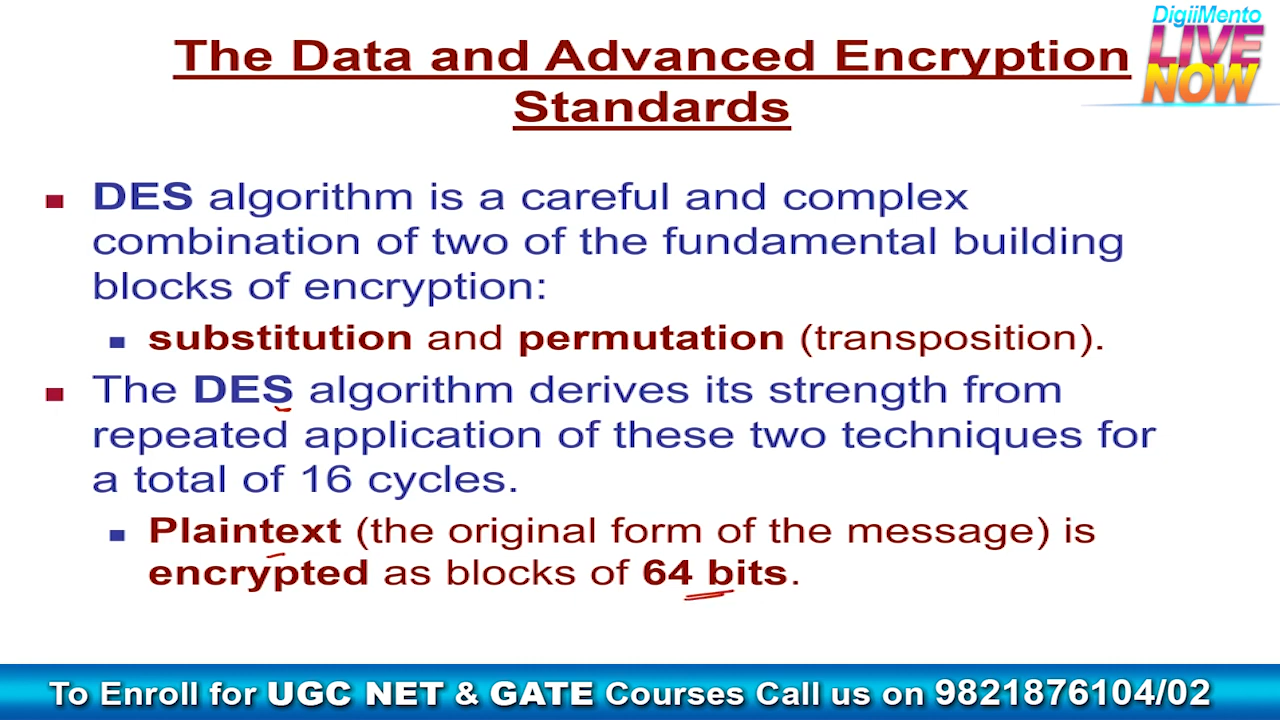 DigiiMento
LIVE
NOW
The Data and Advanced Encryption
Standards
DES algorithm is a careful and complex
combination of two of the fundamental building
blocks of encryption:
substitution and permutation (transposition).
The DES algorithm derives its strength from
repeated application of these two techniques for
a total of 16 cycles.
Plaintext (the original form of the message) is
encrypted as blocks of 64 bits.
To Enroll for UGC NET & GATE Courses Call us on 9821876104/02